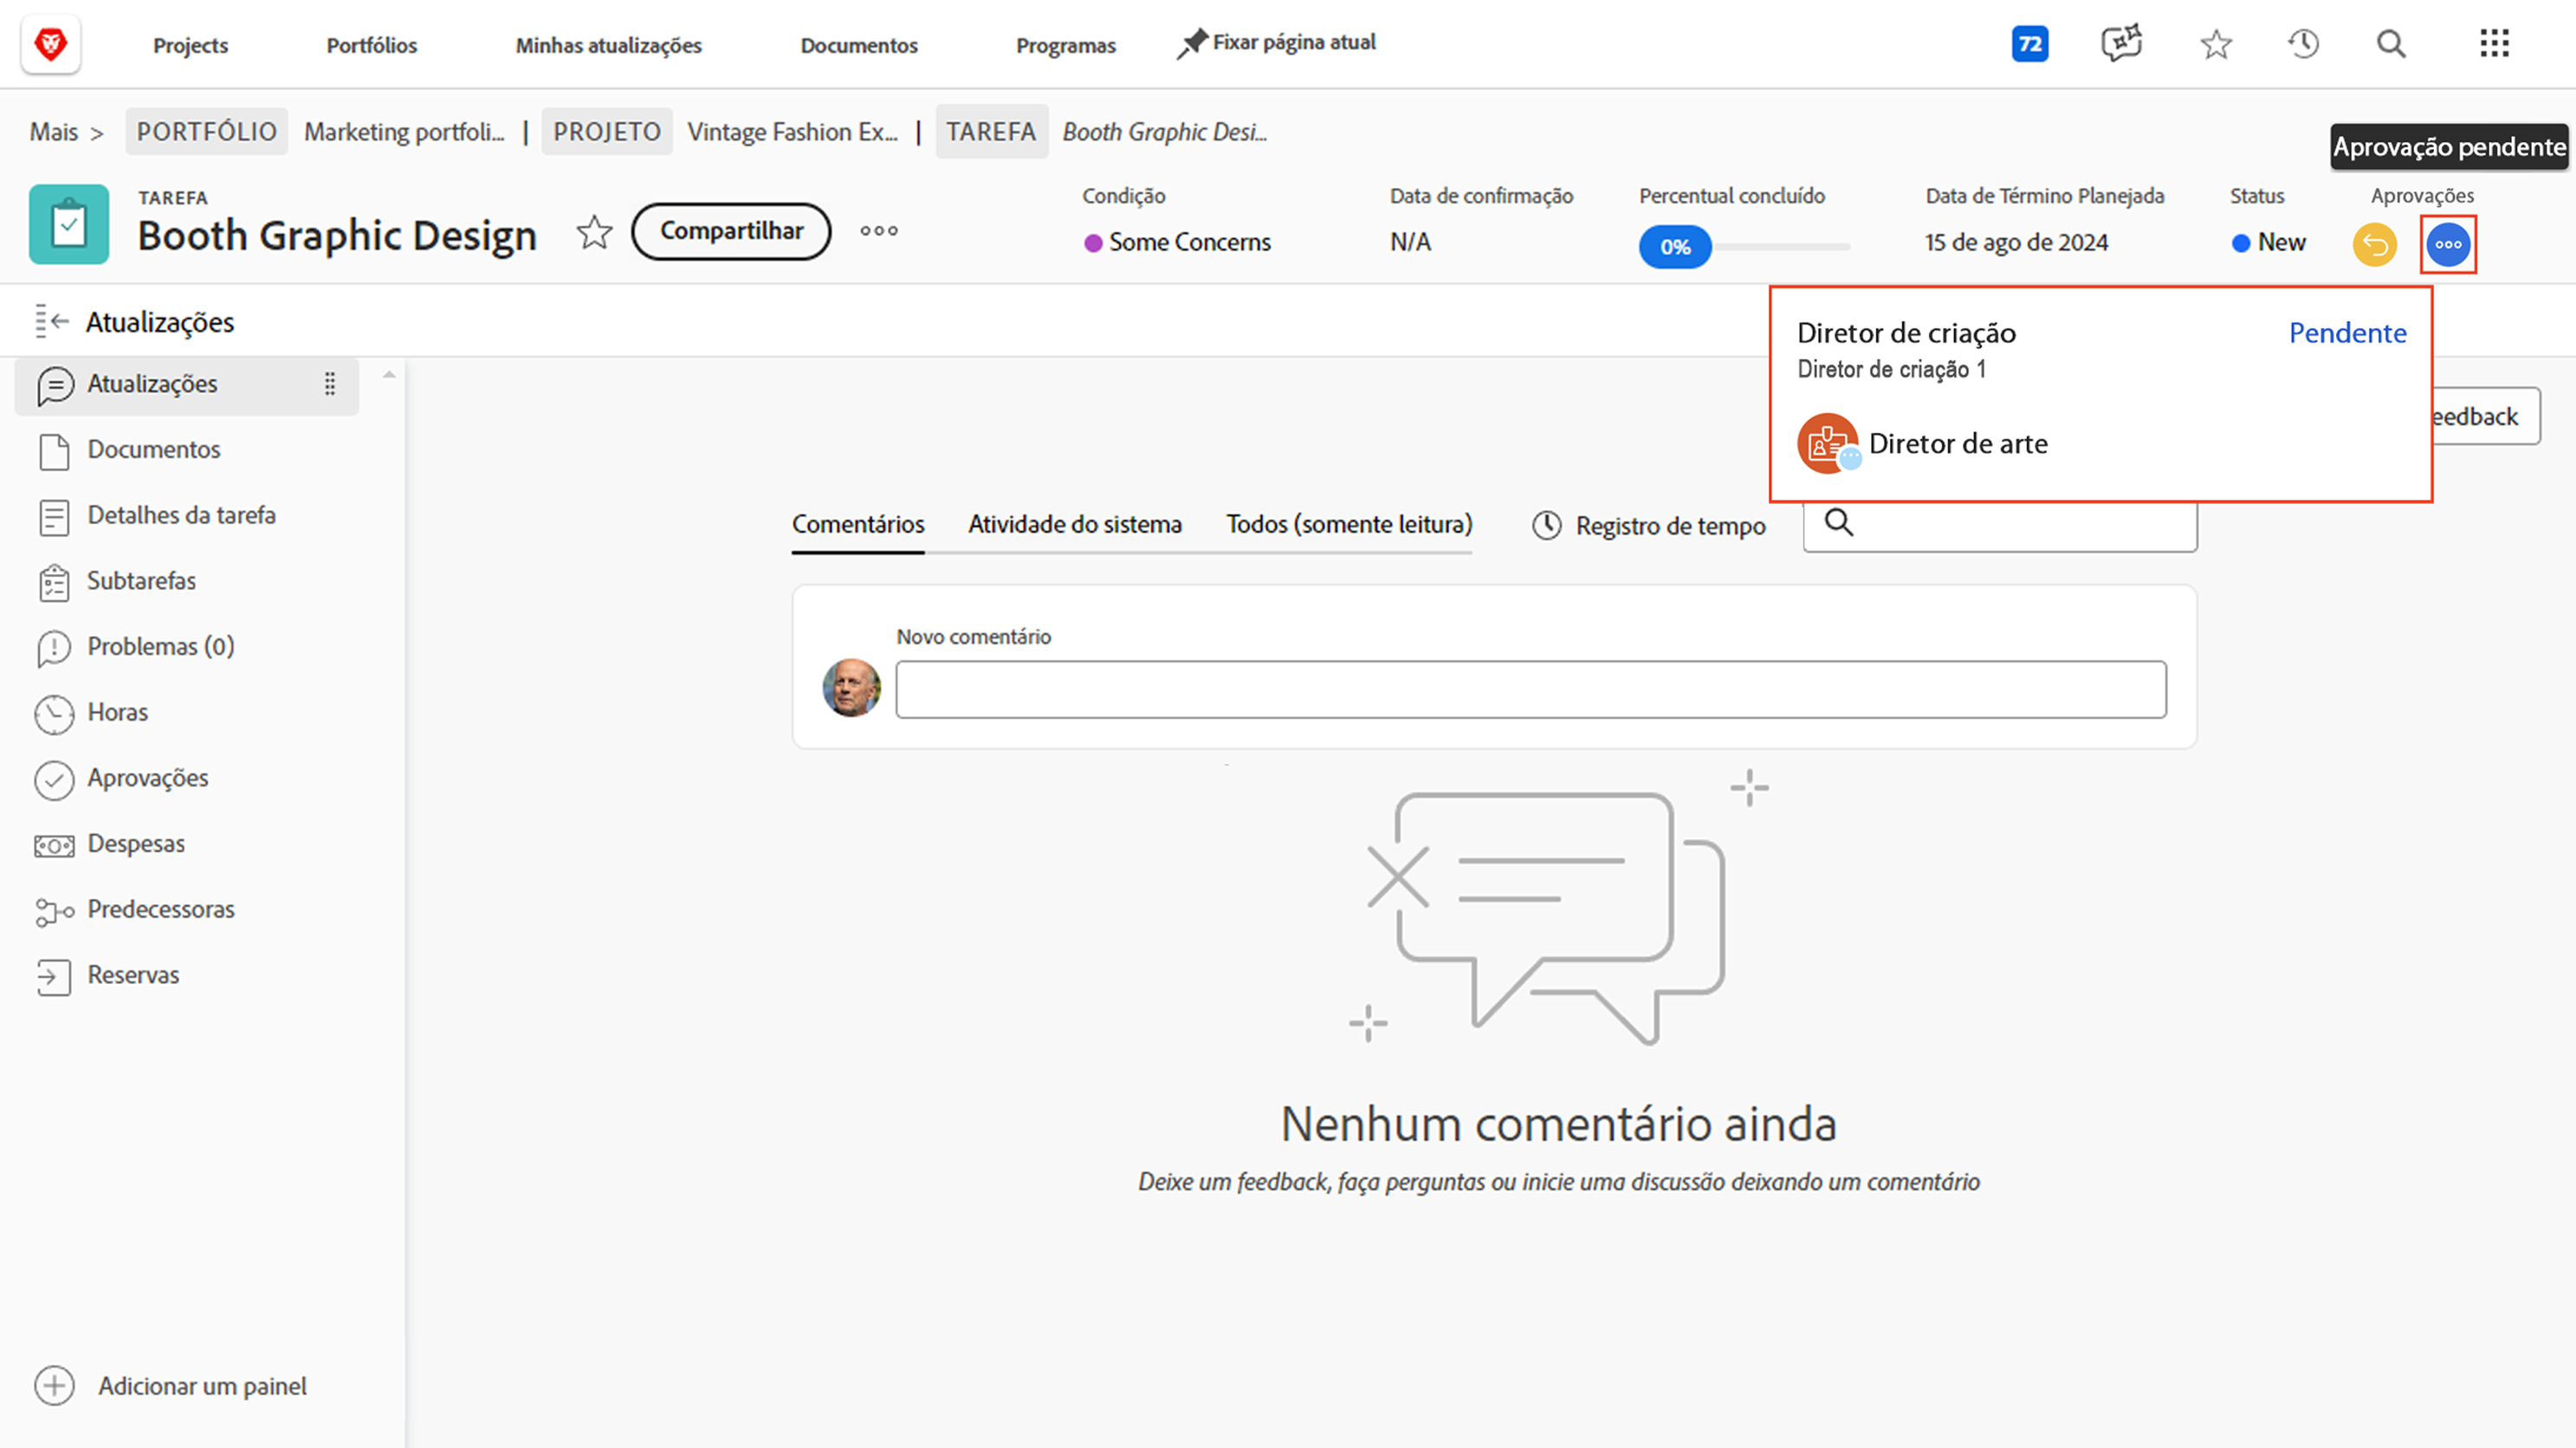 Projects
Portfólios
Minhas atualizações
Documentos
Programas
Fixar página atual
72
Mais > PORTFÓLIO Marketing portfoli... | PROJETO Vintage Fashion Ex... | TAREFA Booth Graphic Desi...
Aprovação pendente
TAREFA
Booth Graphic Design
Compartilhar
Condição
Some Concerns
Data de confirmação
N/A
Percentual concluído
0%
Data de Término Planejada
15 de ago de 2024
Status
New
Aprovações
Atualizações
Diretor de criação
Pendente
Diretor de criação 1
Diretor de arte
eedback
Atualizações
Documentos
Detalhes da tarefa
Subtarefas
Problemas (0)
Horas
Aprovações
Despesas
Predecessoras
Reservas
Adicionar um painel
Comentários
Atividade do sistema
Todos (somente leitura)
Registro de tempo
Novo comentário
Nenhum comentário ainda
Deixe um feedback, faça perguntas ou inicie uma discussão deixando um comentário